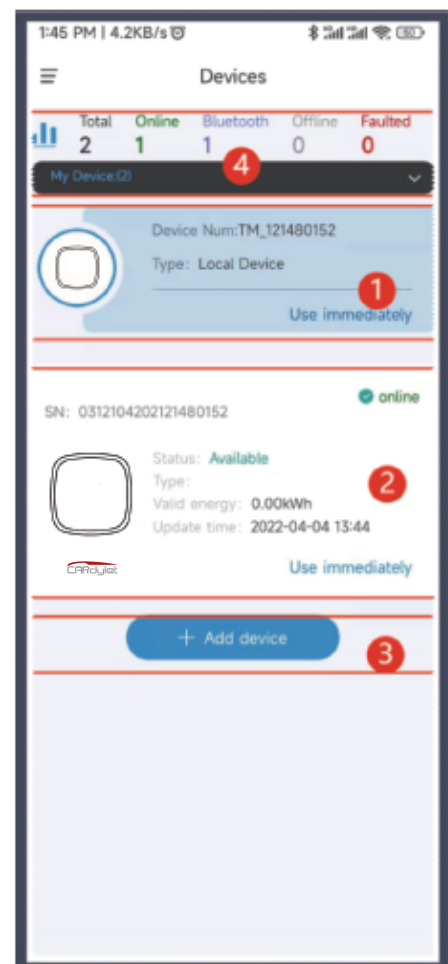 1:45 PM | 4.2KB/s
Devices
Total Online Bluetooth Offline Faulted
2 1 1 0 0
My Device:(2)
4
Device Num:TM_121480152
Type: Local Device
1
Use immediately
online
SN: 0312104202121480152
Status: Available
Type:
2
Valid energy: 0.00kWh
Update time: 2022-04-04 13:44
CARdylet
Use immediately
+ Add device
3